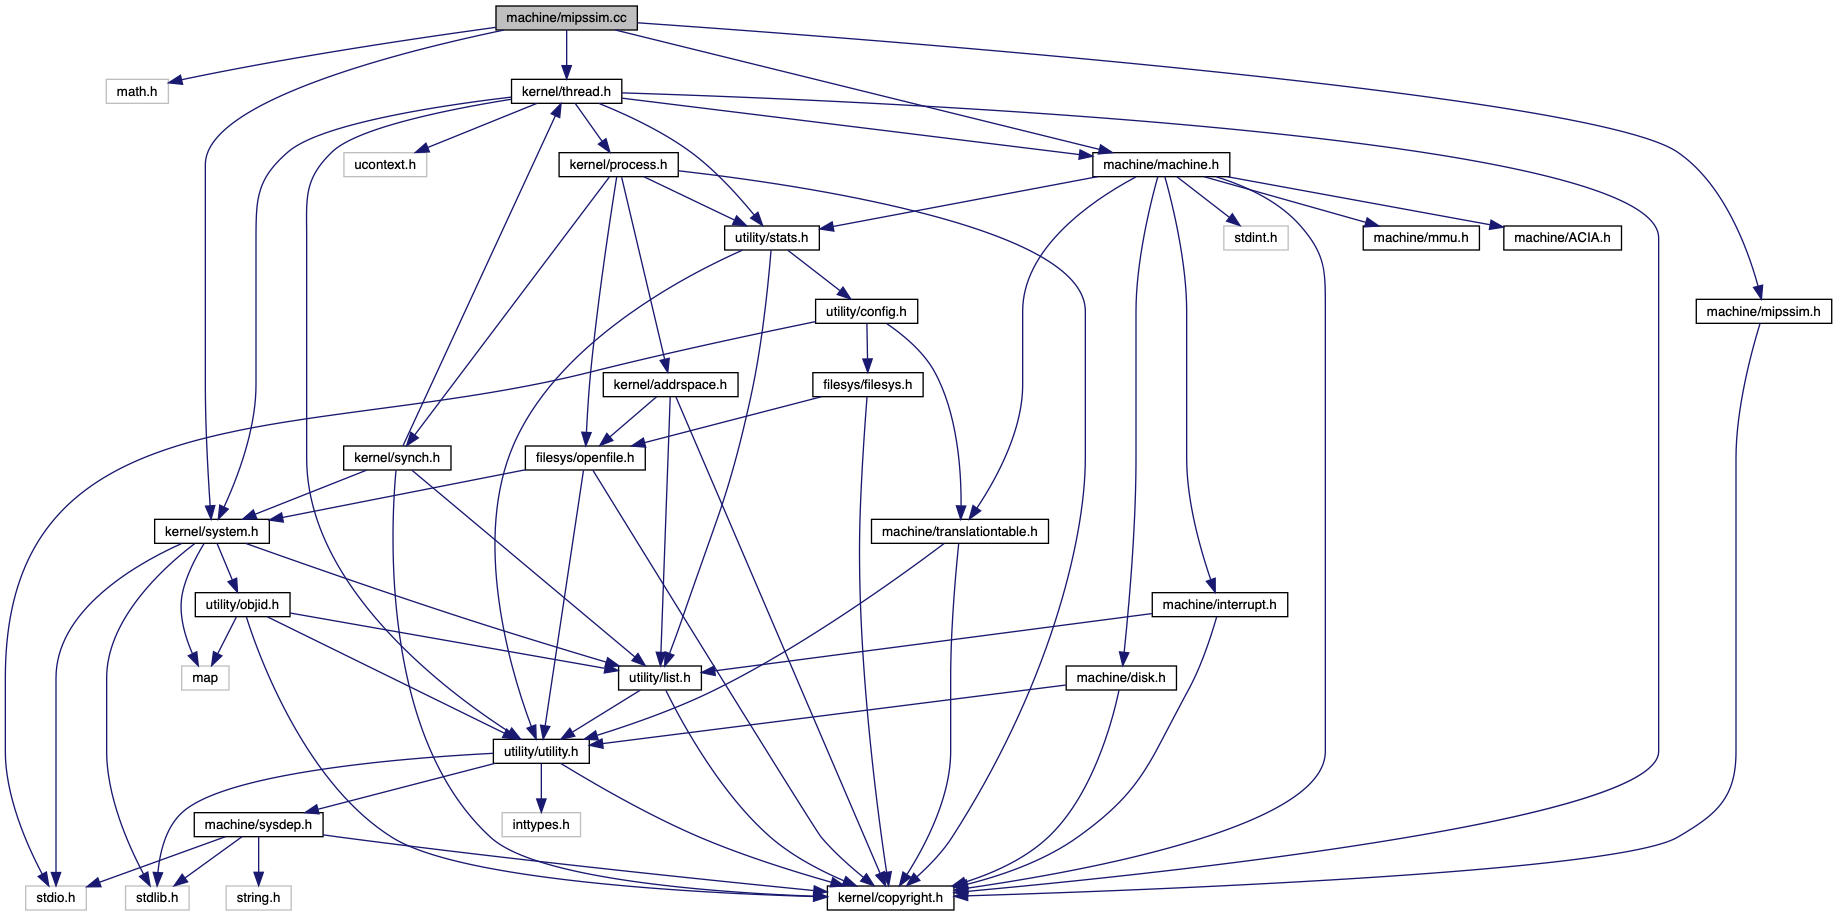 machine/mipssim.cc
math.h
kernel/thread.h
ucontext.h
kernel/process.h
machine/machine.h
utility/stats.h
stdint.h
machine/mmu.h
machine/ACIA.h
utility/config.h
machine/mipssim.h
kernel/addrspace.h
filesys/filesys.h
kernel/synch.h
filesys/openfile.h
kernel/system.h
machine/translationtable.h
utility/objid.h
machine/interrupt.h
map
utility/list.h
machine/disk.h
utility/utility.h
machine/sysdep.h
inttypes.h
stdio.h
stdlib.h
string.h
kernel/copyright.h